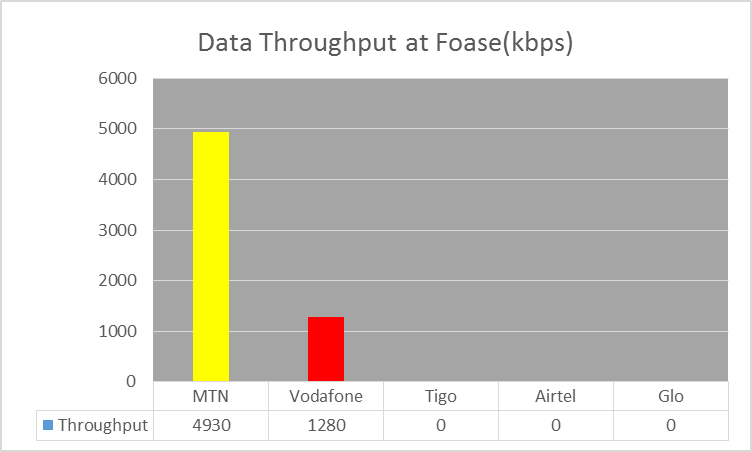 Data Throughput at Foase(kbps)
6000
5000
4000
3000
2000
1000
0
MTN Vodafone Tigo Airtel Glo
Throughput 4930 1280 0 0 0